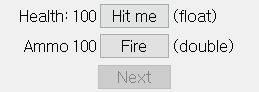 Health: 100 Hit me (float)
Ammo 100 Fire (double)
Next